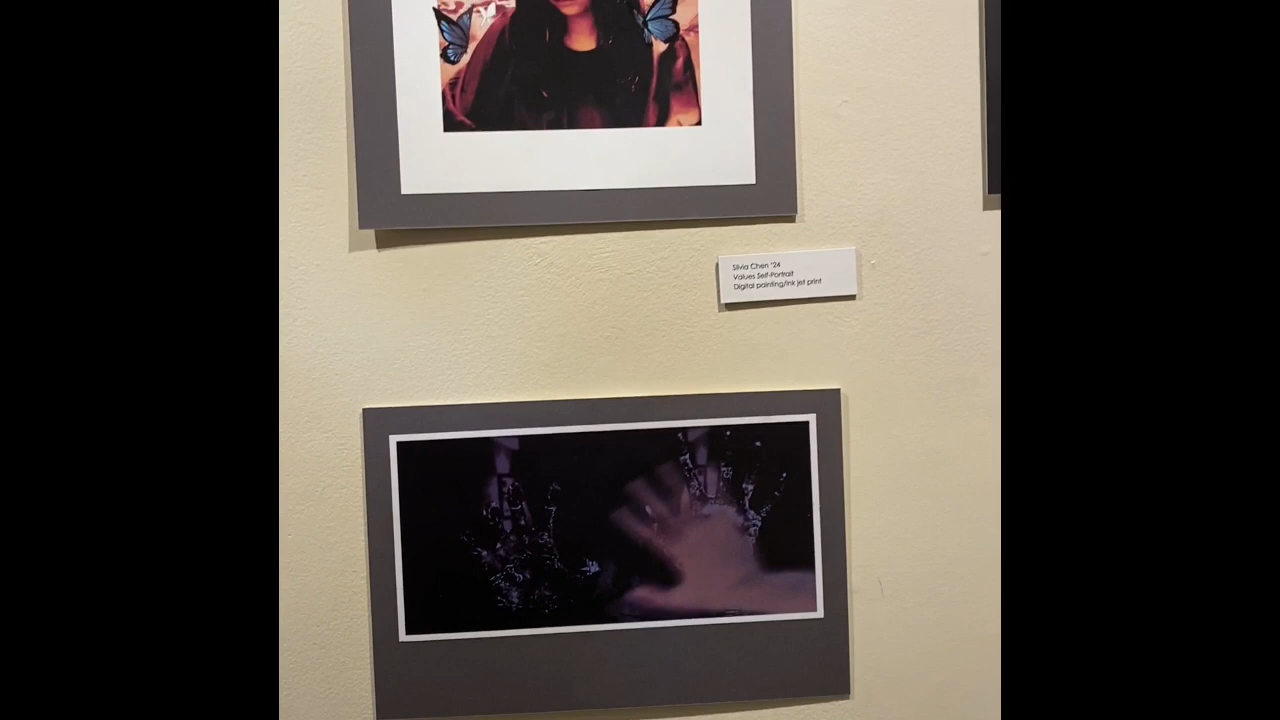 Silvia Chen '24
Values Self-Portrait
Digital painting/ink jet print